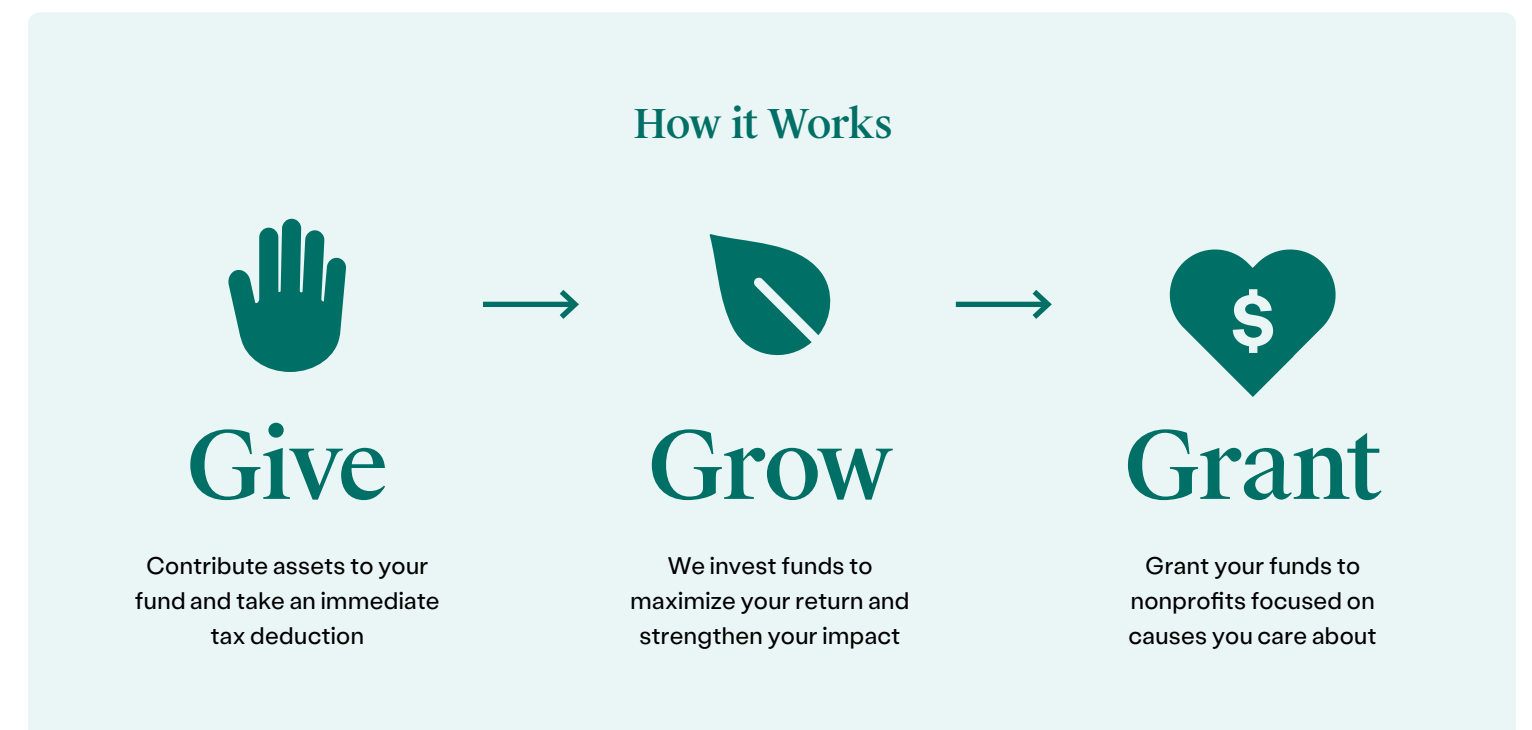 How it Works
$
Give
Grow
Grant
Contribute assets to your
fund and take an immediate
tax deduction
We invest funds to
maximize your return and
strengthen your impact
Grant your funds to
nonprofits focused on
causes you care about